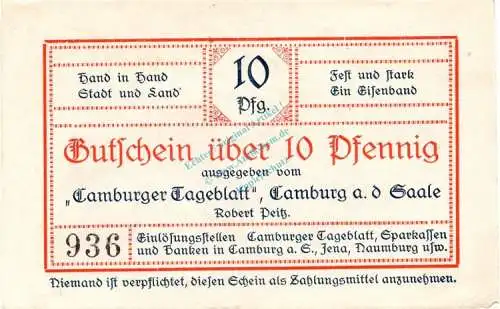 Hand in Hand
Stadt und Land
10
Pfg.
Fest und stark
Ein Eisenband
Gutschein über 10 Pfennig
ausgegeben vom
„Camburger Tageblatt", Camburg a. d Saale
Robert Peitz.
936
Einlösungsstellen Camburger Tageblatt, Sparkassen
und Banken in Camburg a. S., Jena, Naumburg usw.
Niemand ist verpflichtet, diesen Schein als Zahlungsmittel anzunehmen.